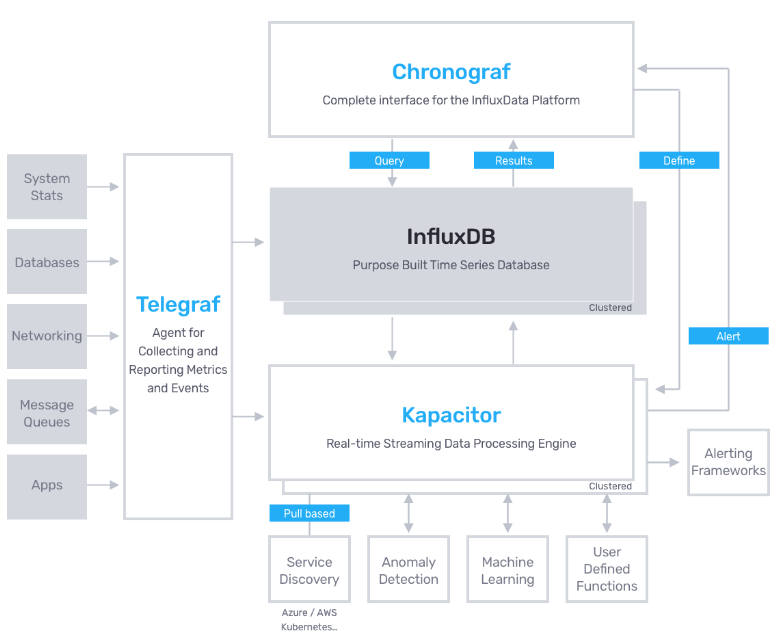 Chronograf
Complete interface for the InfluxData Platform
Query
Results
Define
System
Stats
Databases
Networking
Message
Queues
Apps
Telegraf
Agent for
Collecting and
Reporting Metrics
and Events
InfluxDB
Purpose Built Time Series Database
Clustered
Alert
Kapacitor
Real-time Streaming Data Processing Engine
Clustered
Alerting
Frameworks
Pull based
Service
Discovery
Azure / AWS
Kubernetes...
Anomaly
Detection
Machine
Learning
User
Defined
Functions